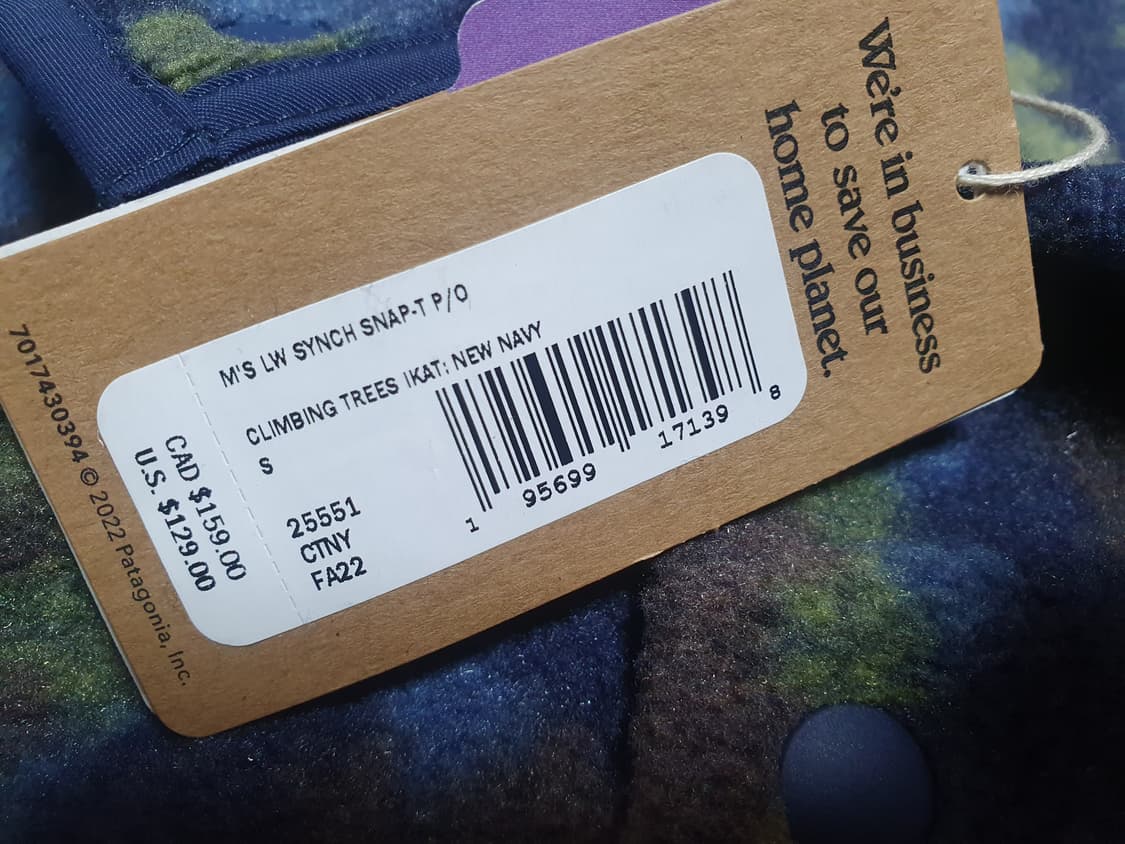 We're in business
to save our
home planet.
M'S LW SYNCH SNAP-T P/O
CLIMBING TREES IKAT: NEW NAVY
S
25551
CTNY
FA22
1 95699 17139 8
CAD $159.00
U.S. $129.00
7017430394 © 2022 Patagonia, Inc.